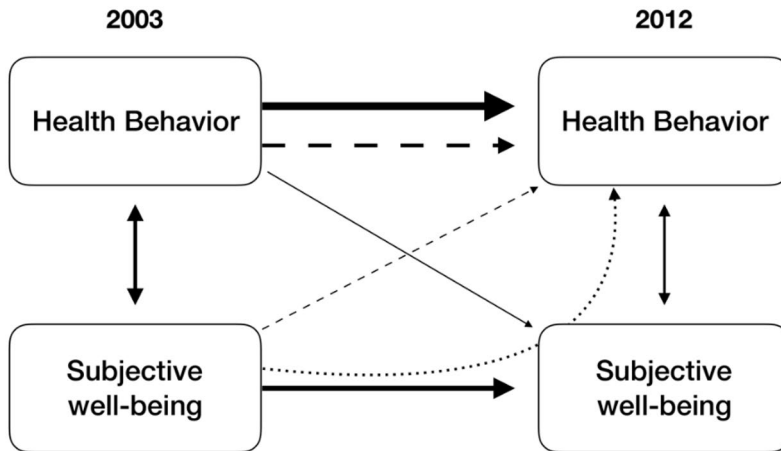 2003
2012
Health Behavior
Health Behavior
Subjective
well-being
Subjective
well-being